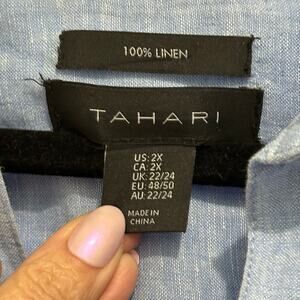 100% LINEN
TAHARI
US: 2X
CA: 2X
UK: 22/24
EU: 48/50
AU: 22/24
MADE IN
CHINA